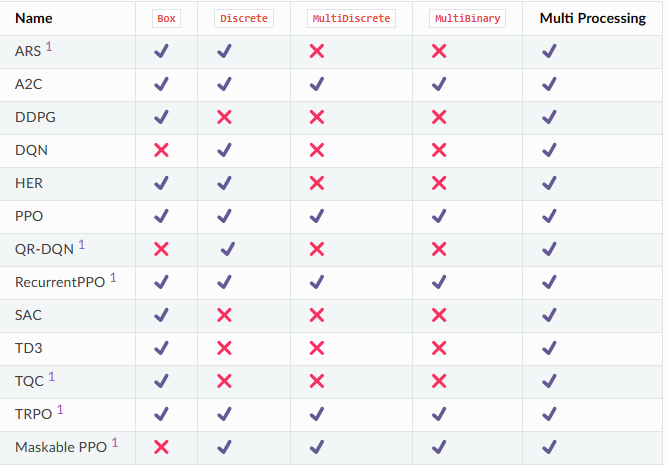 Name Box Discrete MultiDiscrete MultiBinary Multi Processing
ARS 1 ✓ ✓ ✗ ✗ ✓
A2C ✓ ✓ ✓ ✓ ✓
DDPG ✓ ✗ ✗ ✗ ✓
DQN ✗ ✓ ✗ ✗ ✓
HER ✓ ✓ ✗ ✗ ✓
PPO ✓ ✓ ✓ ✓ ✓
QR-DQN 1 ✗ ✓ ✗ ✗ ✓
RecurrentPPO 1 ✓ ✓ ✓ ✓ ✓
SAC ✓ ✗ ✗ ✗ ✓
TD3 ✓ ✗ ✗ ✗ ✓
TQC 1 ✓ ✗ ✗ ✗ ✓
TRPO 1 ✓ ✓ ✓ ✓ ✓
Maskable PPO 1 ✗ ✓ ✓ ✓ ✓